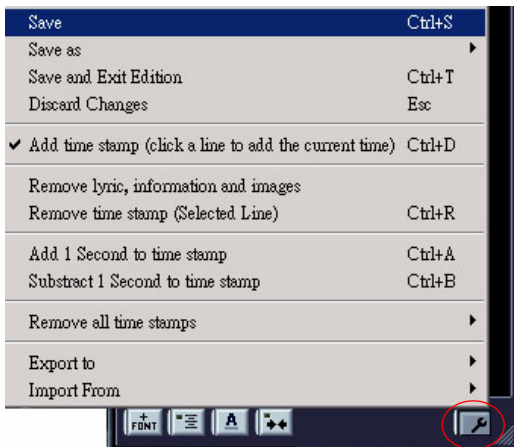 Save Ctrl+S
Save as
Save and Exit Edition Ctrl+T
Discard Changes Esc
Add time stamp (click a line to add the current time) Ctrl+D
Remove lyric, information and images
Remove time stamp (Selected Line) Ctrl+R
Add 1 Second to time stamp Ctrl+A
Substract 1 Second to time stamp Ctrl+B
Remove all time stamps
Export to
Import From
+ FONT A